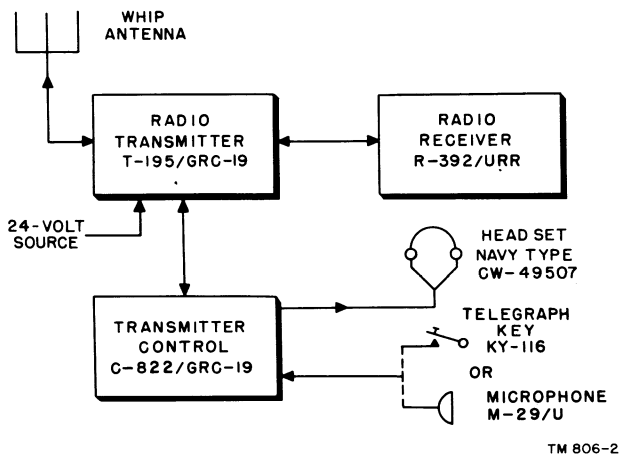 WHIP
ANTENNA
RADIO
TRANSMITTER
T-195/GRC-19
RADIO
RECEIVER
R-392/URR
24-VOLT
SOURCE
HEAD SET
NAVY TYPE
CW-49507
TRANSMITTER
CONTROL
C-822/GRC-19
TELEGRAPH
KEY
KY-116
OR
MICROPHONE
M-29/U
TM 806-2